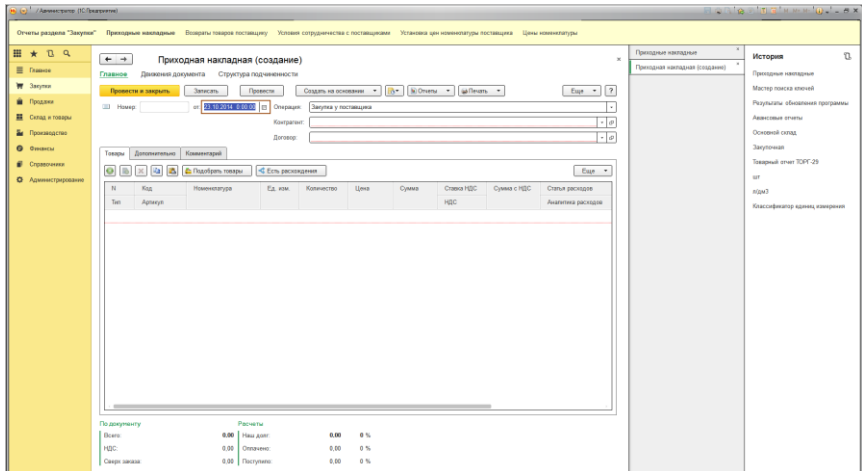 / Администратор (1С:Предприятие)
Отчеты раздела "Закупки" Приходные накладные Возвраты товаров поставщику Условия сотрудничества с поставщиками Установка цен номенклатуры поставщика Цены номенклатуры
Главное
Закупки
Продажи
Склад и товары
Производство
Финансы
Справочники
Администрирование
Приходная накладная (создание)
Главное Движения документа Структура подчиненности
Провести и закрыть Записать Провести Создать на основании Отчеты Печать Еще ?
Номер: от: 23.10.2014 0:00:00 Операция: Закупка у поставщика
Контрагент:
Договор:
Товары Дополнительно Комментарий
Подобрать товары Есть расхождения Еще
N Код Номенклатура Ед. изм. Количество Цена Сумма Ставка НДС Сумма с НДС Статья расходов
Тип Артикул НДС Аналитика расходов
По документу Расчеты
Всего: 0.00 Наш долг: 0.00 0 %
НДС: 0,00 Оплачено: 0,00 0 %
Сверх заказа: 0,00 Поступило: 0,00 0 %
Приходные накладные
Приходная накладная (создание)
История
Приходные накладные
Мастер поиска ключей
Результаты обновления программы
Авансовые отчеты
Основной склад
Закупочная
Товарный отчет ТОРГ-29
шт
л(дм3
Классификатор единиц измерения